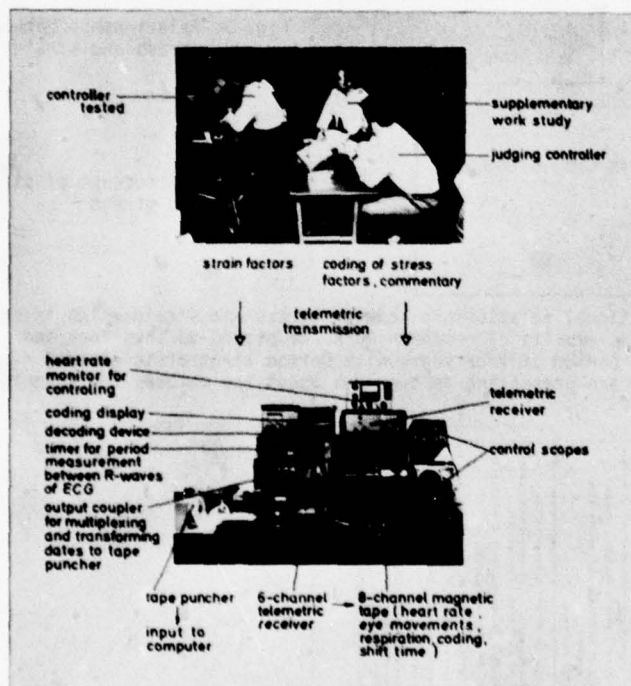 controller
tested
supplementary
work study
judging controller
strain factors
coding of stress
factors, commentary
telemetric
transmission
heartrate
monitor for
controling
coding display
decoding device
timer for period
measurement
between R-waves
of ECG
output coupler
for multiplexing
and transforming
dates to tape
puncher
telemetric
receiver
control scopes
tape puncher
input to
computer
6-channel
telemetric
receiver
8-channel magnetic
tape (heart rate,
eye movements,
respiration, coding,
shift time)